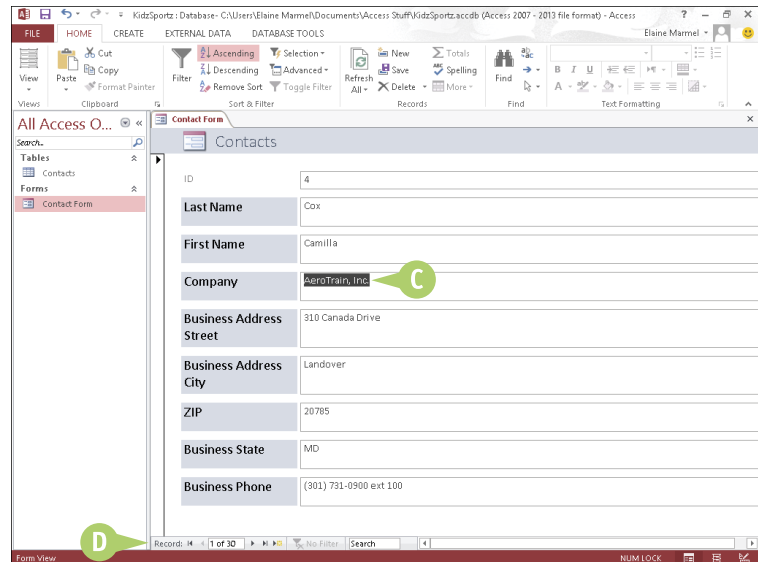 KidzSportz : Database- C:\Users\Elaine Marmel\Documents\Access Stuff\KidzSportz.accdb (Access 2007 - 2013 file format) - Access ?
FILE HOME CREATE EXTERNAL DATA DATABASE TOOLS Elaine Marmel
View Paste Cut Copy Format Painter
Filter Ascending Descending Remove Sort Selection Advanced Toggle Filter
Refresh All New Save Delete Totals Spelling More
Find B I U A
Views Clipboard Sort & Filter Records Find Text Formatting
All Access O...
Search..
Tables
Contacts
Forms
Contact Form
Contact Form
Contacts
ID 4
Last Name Cox
First Name Camilla
Company AeroTrain, Inc. C
Business Address Street 310 Canada Drive
Business Address City Landover
ZIP 20785
Business State MD
Business Phone (301) 731-0900 ext 100
D Record: 1 of 30 No Filter Search
Form View NUM LOCK